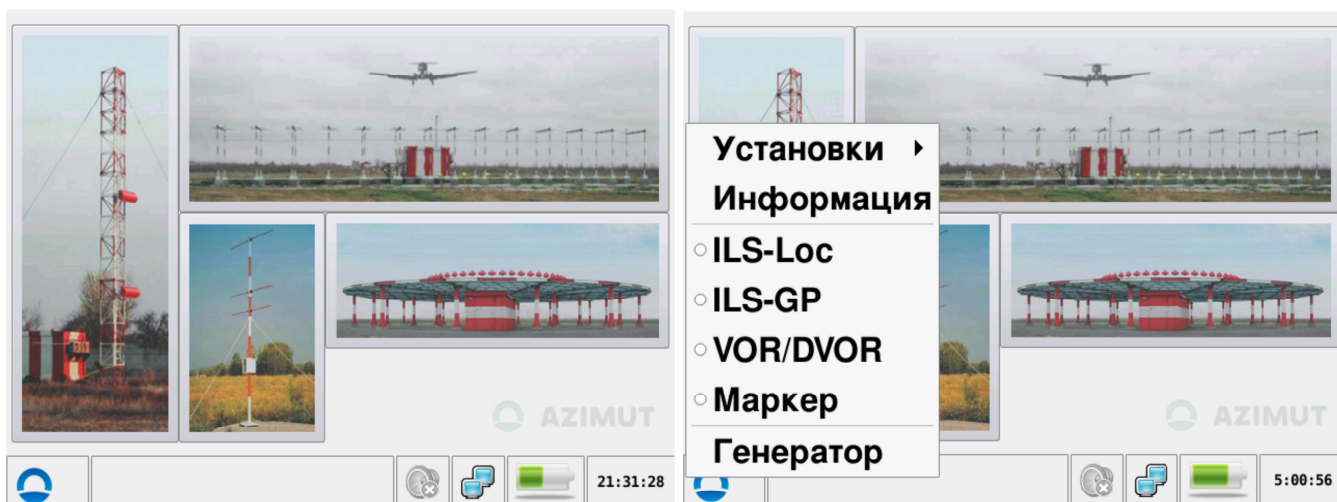 AZIMUT
21:31:28
Установки
Информация
ILS-Loc
ILS-GP
VOR/DVOR
Маркер
Генератор
AZIMUT
5:00:56